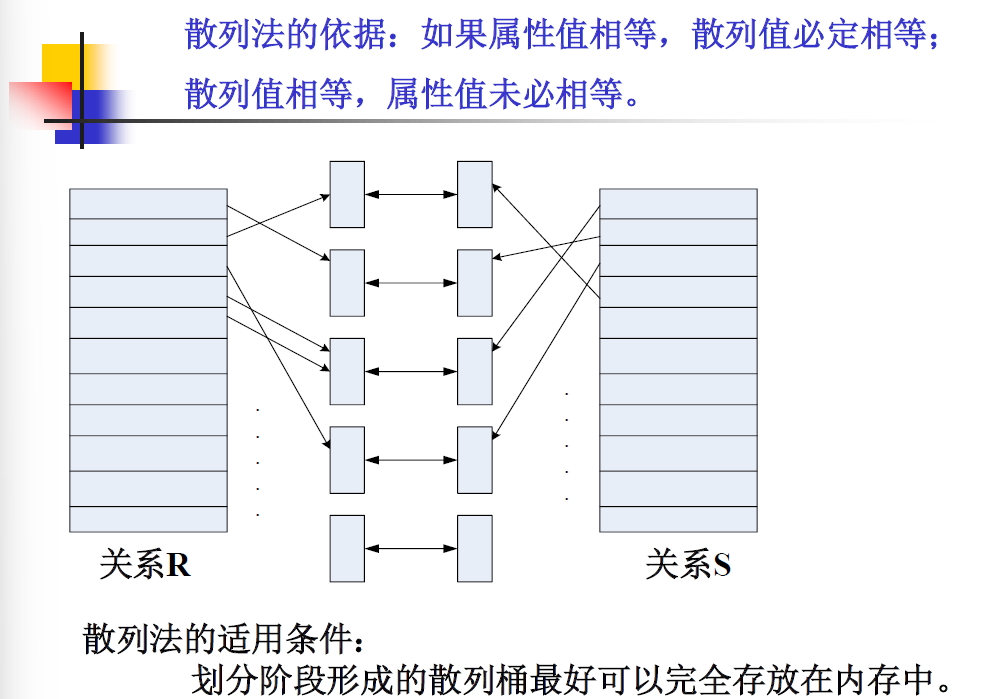 散列法的依据：如果属性值相等，散列值必定相等；
散列值相等，属性值未必相等。
关系R
关系S
散列法的适用条件：
划分阶段形成的散列桶最好可以完全存放在内存中。